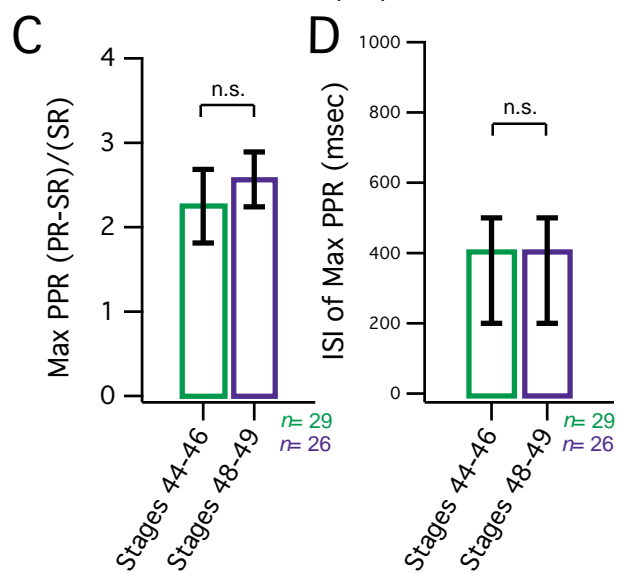 C
Max PPR (PR-SR)/(SR)
4
3
2
1
0
n.s.
n= 29
n= 26
Stages 44-46
Stages 48-49
D
ISI of Max PPR (msec)
1000
800
600
400
200
0
n.s.
n= 29
n= 26
Stages 44-46
Stages 48-49